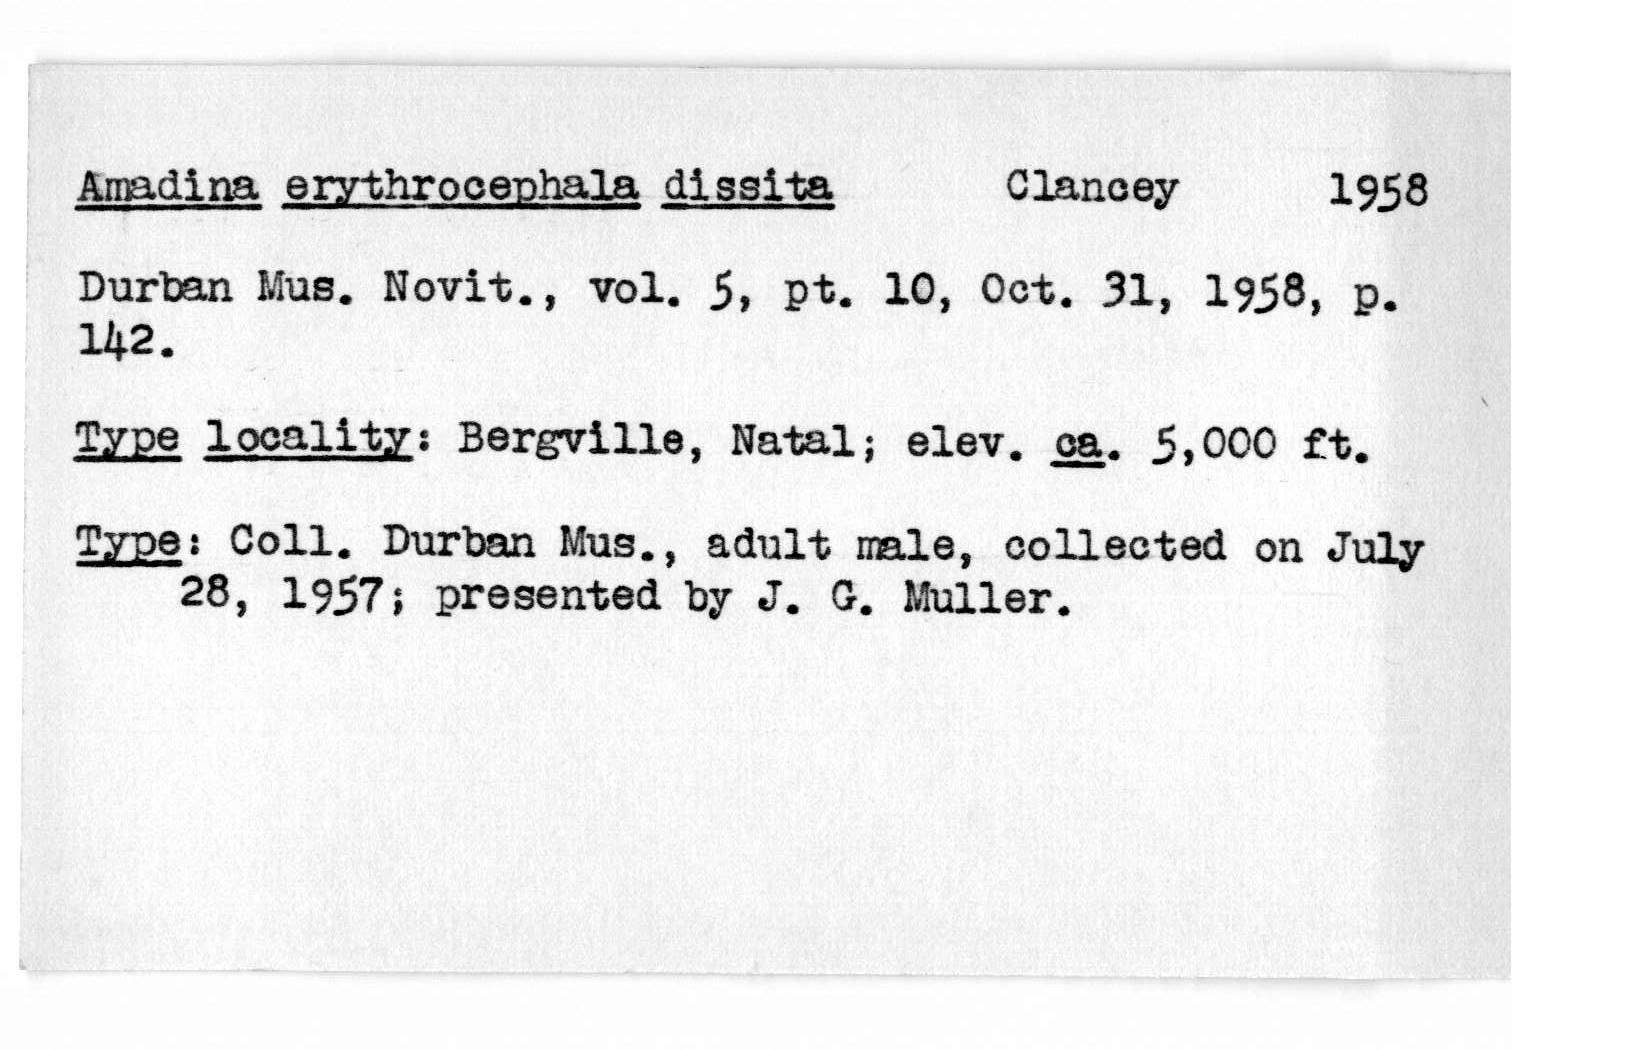 Amadina erythrocephala dissita Clancey 1958
Durban Mus. Novit., vol. 5, pt. 10, Oct. 31, 1958, p.
142.
Type locality: Bergville, Natal; elev. ca. 5,000 ft.
Type: Coll. Durban Mus., adult male, collected on July
28, 1957; presented by J. G. Muller.